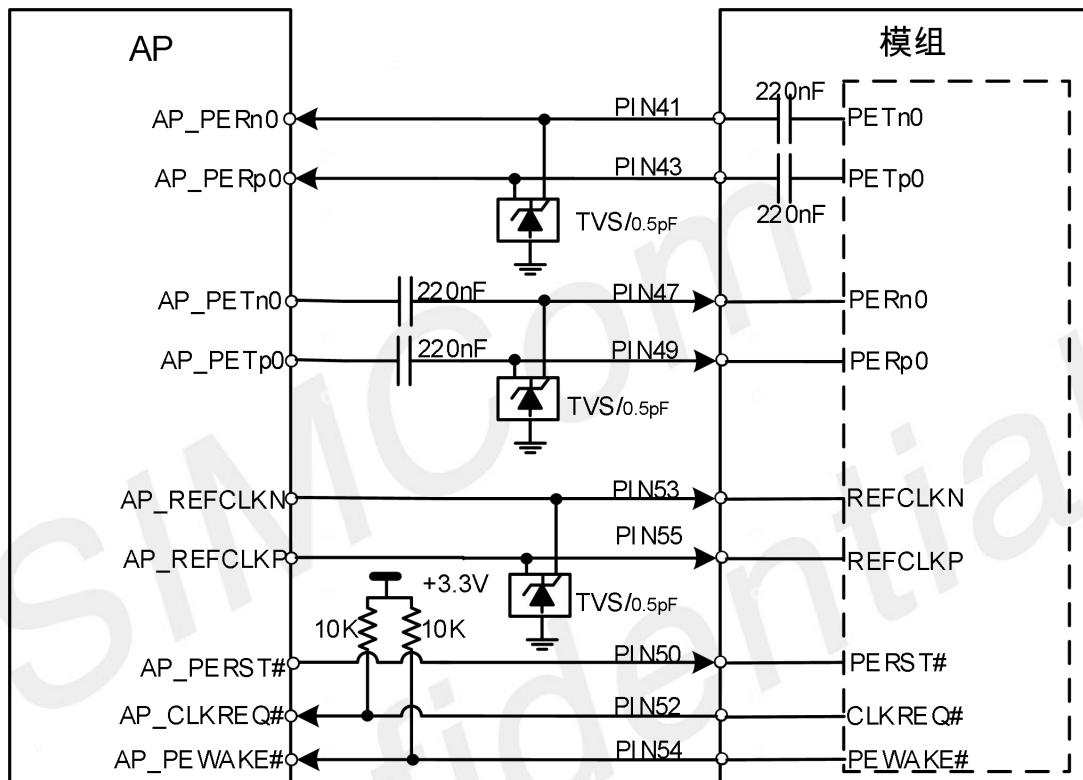 AP
模组
220nF
AP_PERn0
PIN41
PETn0
AP_PERp0
PIN43
PETp0
220nF
TVS/0.5pF
AP_PETn0
220nF
PIN47
PERn0
AP_PETp0
220nF
PIN49
PERp0
TVS/0.5pF
AP_REFCLKN
PIN53
REFCLKN
AP_REFCLKP
PIN55
REFCLKP
+3.3V
TVS/0.5pF
10K
10K
AP_PERST#
PIN50
PERST#
AP_CLKREQ#
PIN52
CLKREQ#
AP_PEWAKE#
PIN54
PEWAKE#
SIMCom
fidential